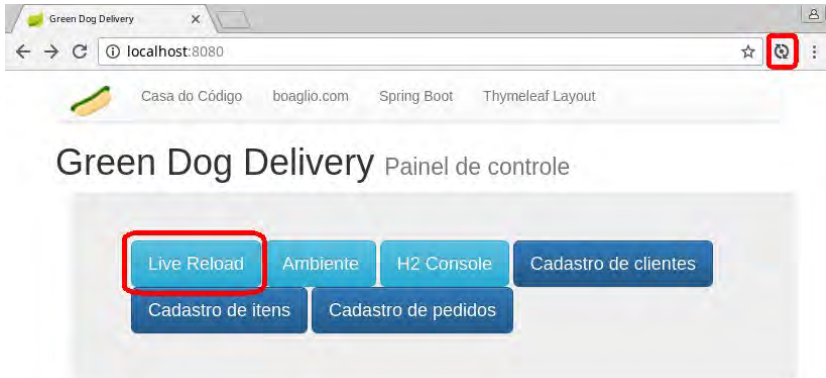 Green Dog Delivery
localhost:8080
Casa do Código boaglio.com Spring Boot Thymeleaf Layout
Green Dog Delivery Painel de controle
Live Reload Ambiente H2 Console Cadastro de clientes
Cadastro de itens Cadastro de pedidos